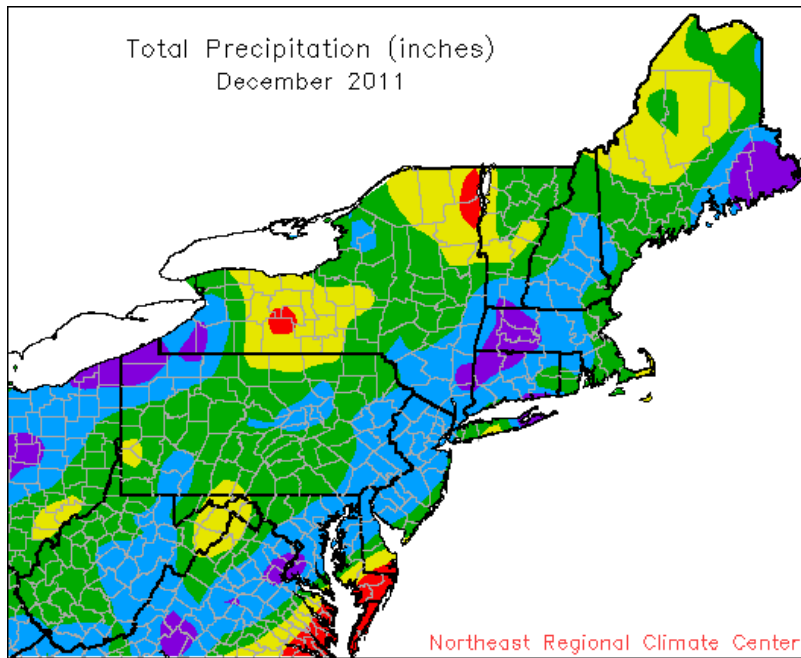 Total Precipitation (inches)
December 2011
Northeast Regional Climate Center